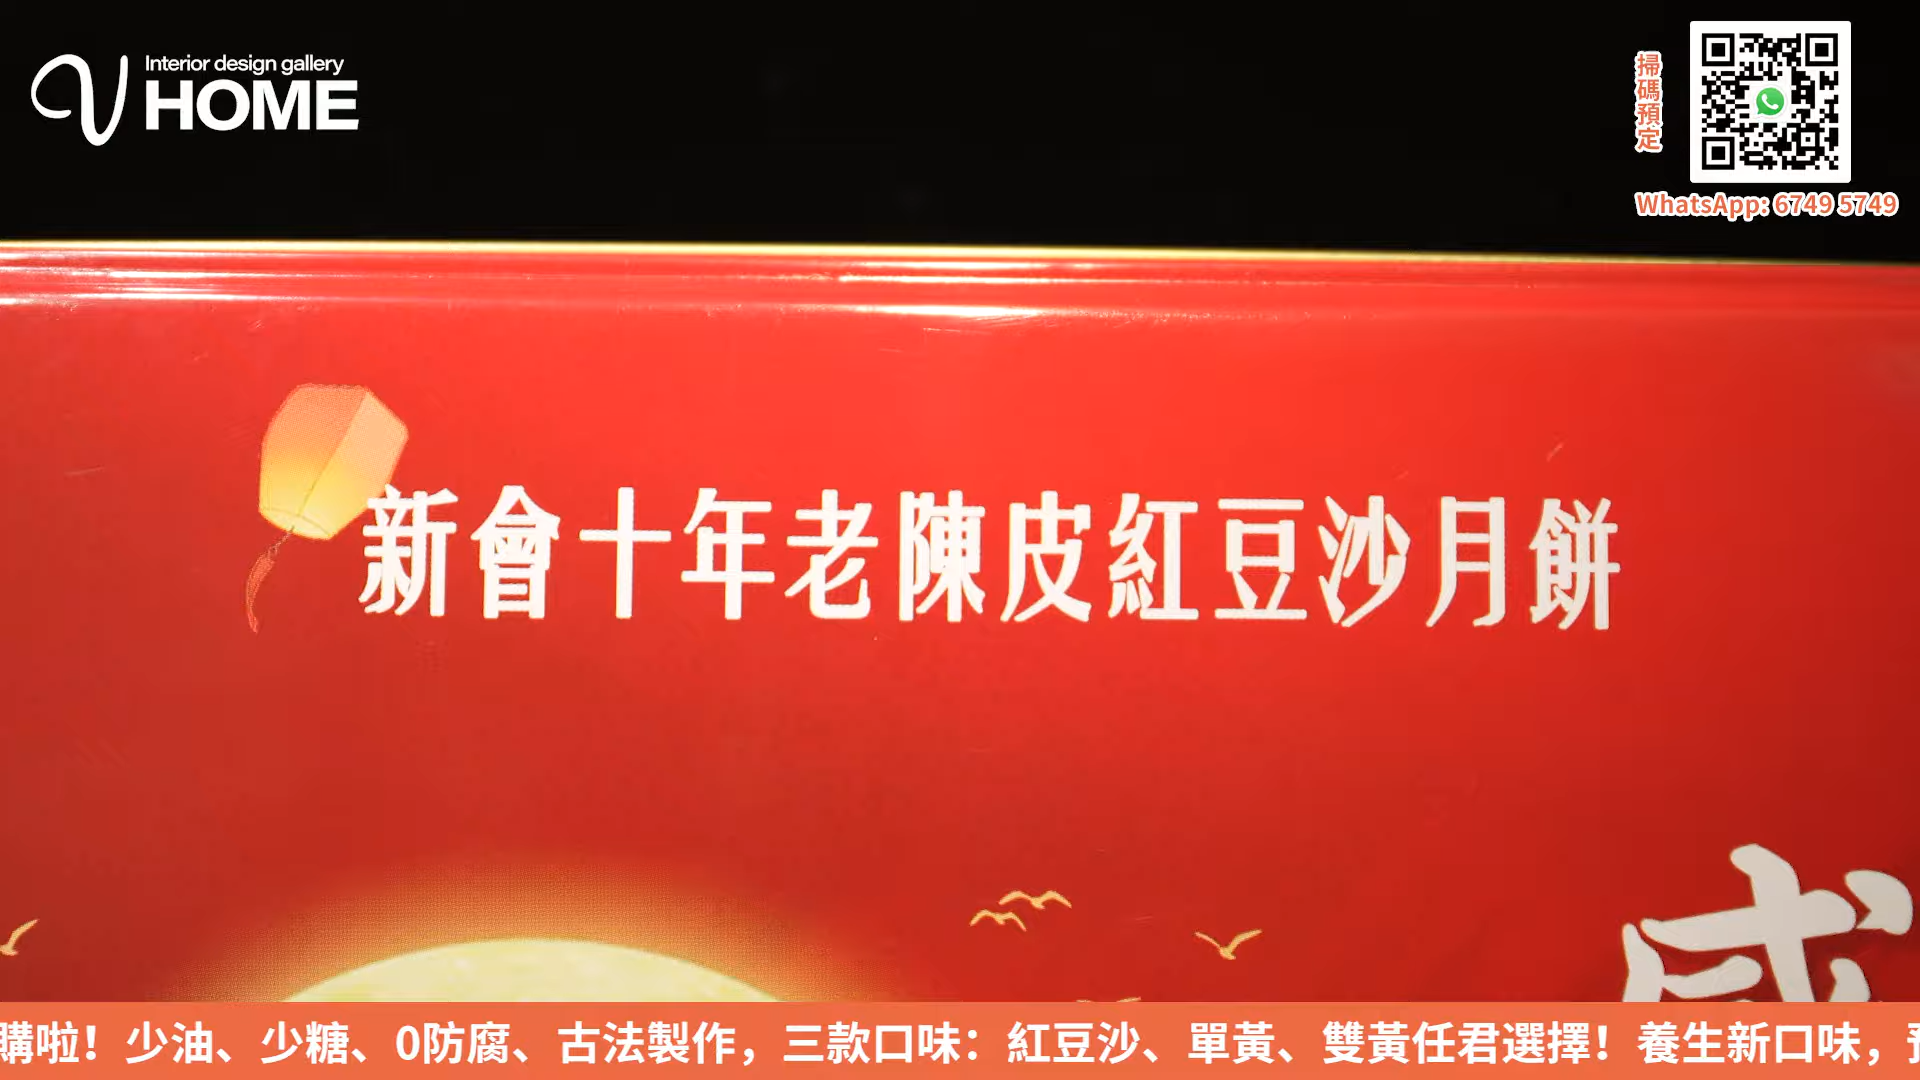 Interior design gallery
HOME
掃碼預定
WhatsApp: 6749 5749
新會十年老陳皮紅豆沙月餅
購啦！少油、少糖、0防腐、古法製作，三款口味：紅豆沙、單黃、雙黃任君選擇！養生新口味，